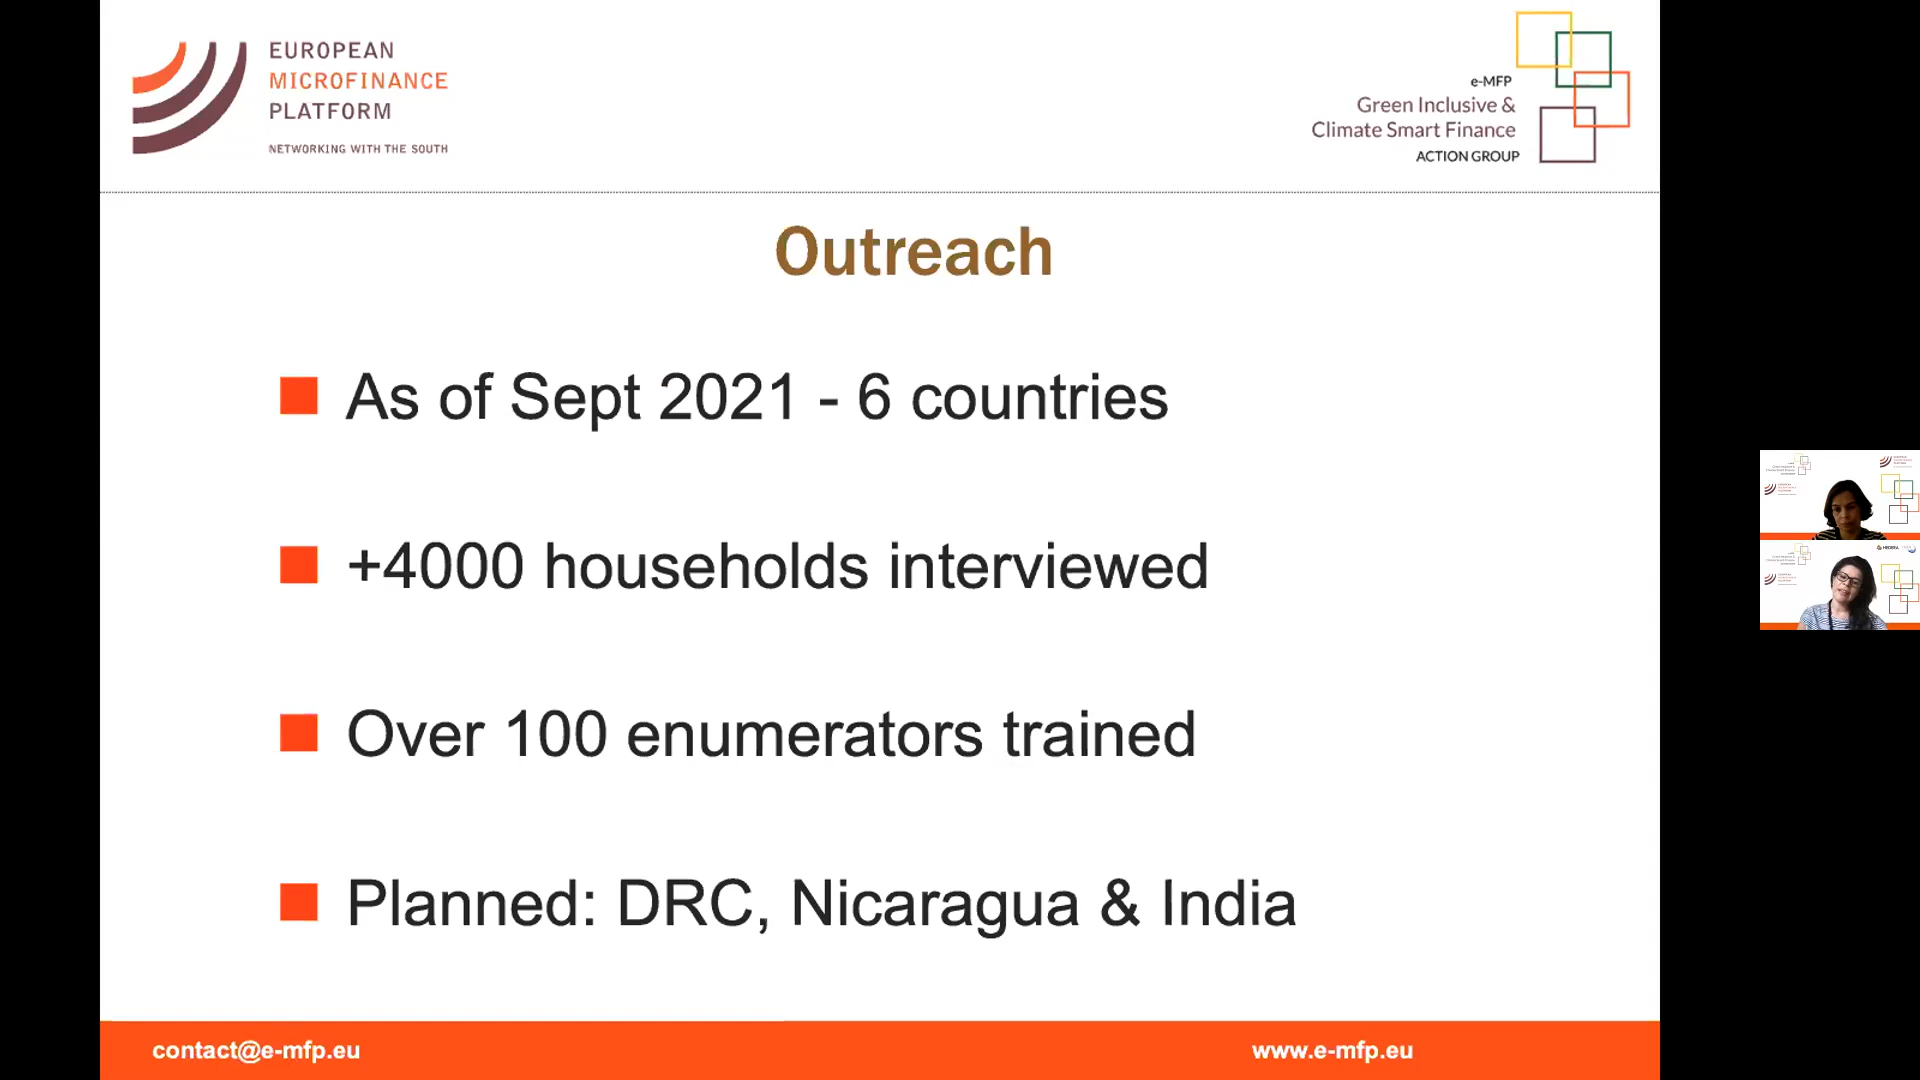 EUROPEAN
MICROFINANCE
PLATFORM
NETWORKING WITH THE SOUTH
e-MFP
Green Inclusive &
Climate Smart Finance
ACTION GROUP
Outreach
As of Sept 2021 - 6 countries
+4000 households interviewed
Over 100 enumerators trained
Planned: DRC, Nicaragua & India
contact@e-mfp.eu
www.e-mfp.eu